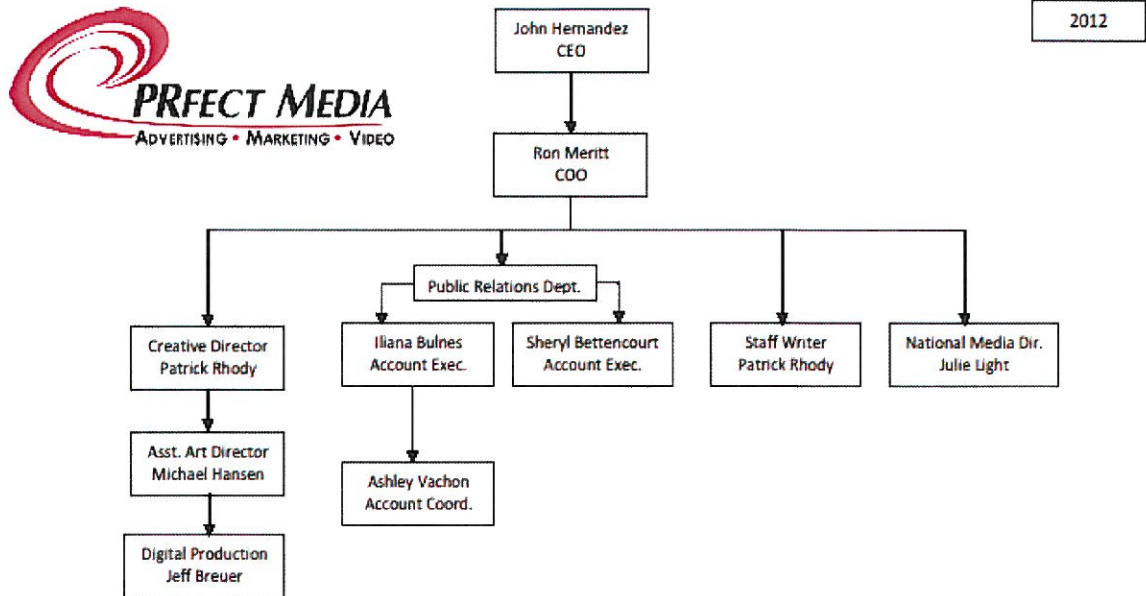 PRFECT MEDIA
ADVERTISING • MARKETING • VIDEO
2012
John Hernandez
CEO
Ron Meritt
COO
Public Relations Dept.
Creative Director
Patrick Rhody
Iliana Bulnes
Account Exec.
Sheryl Bettencourt
Account Exec.
Staff Writer
Patrick Rhody
National Media Dir.
Julie Light
Asst. Art Director
Michael Hansen
Ashley Vachon
Account Coord.
Digital Production
Jeff Breuer